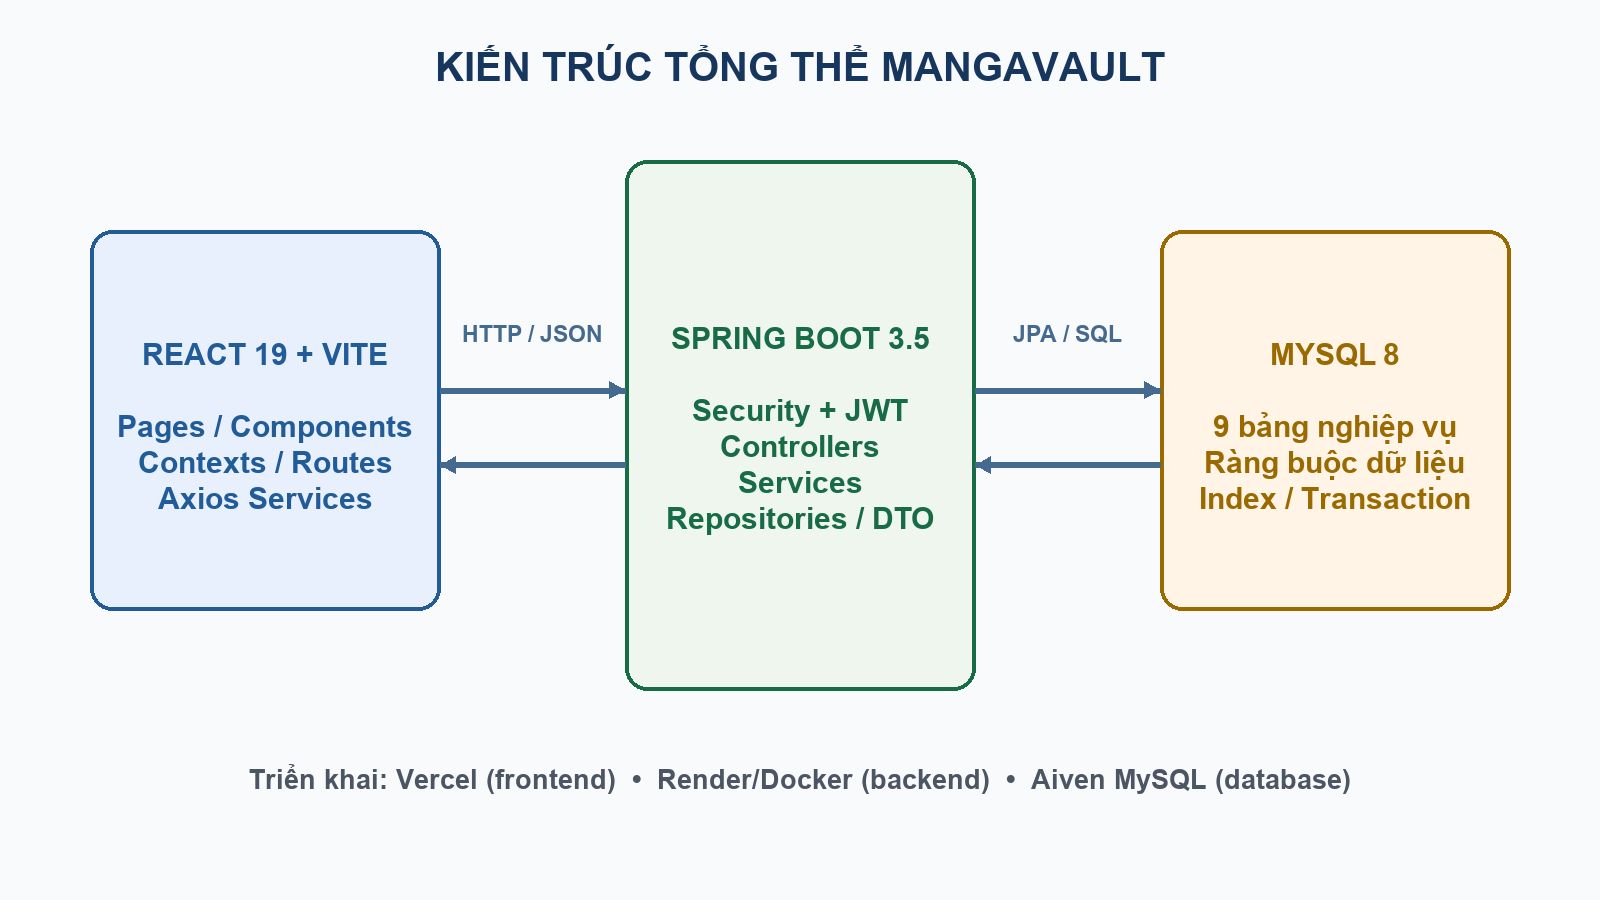 KIẾN TRÚC TỔNG THỂ MANGAVAULT
REACT 19 + VITE
Pages / Components
Contexts / Routes
Axios Services
HTTP / JSON
SPRING BOOT 3.5
Security + JWT
Controllers
Services
Repositories / DTO
JPA / SQL
MYSQL 8
9 bảng nghiệp vụ
Ràng buộc dữ liệu
Index / Transaction
Triển khai: Vercel (frontend) • Render/Docker (backend) • Aiven MySQL (database)